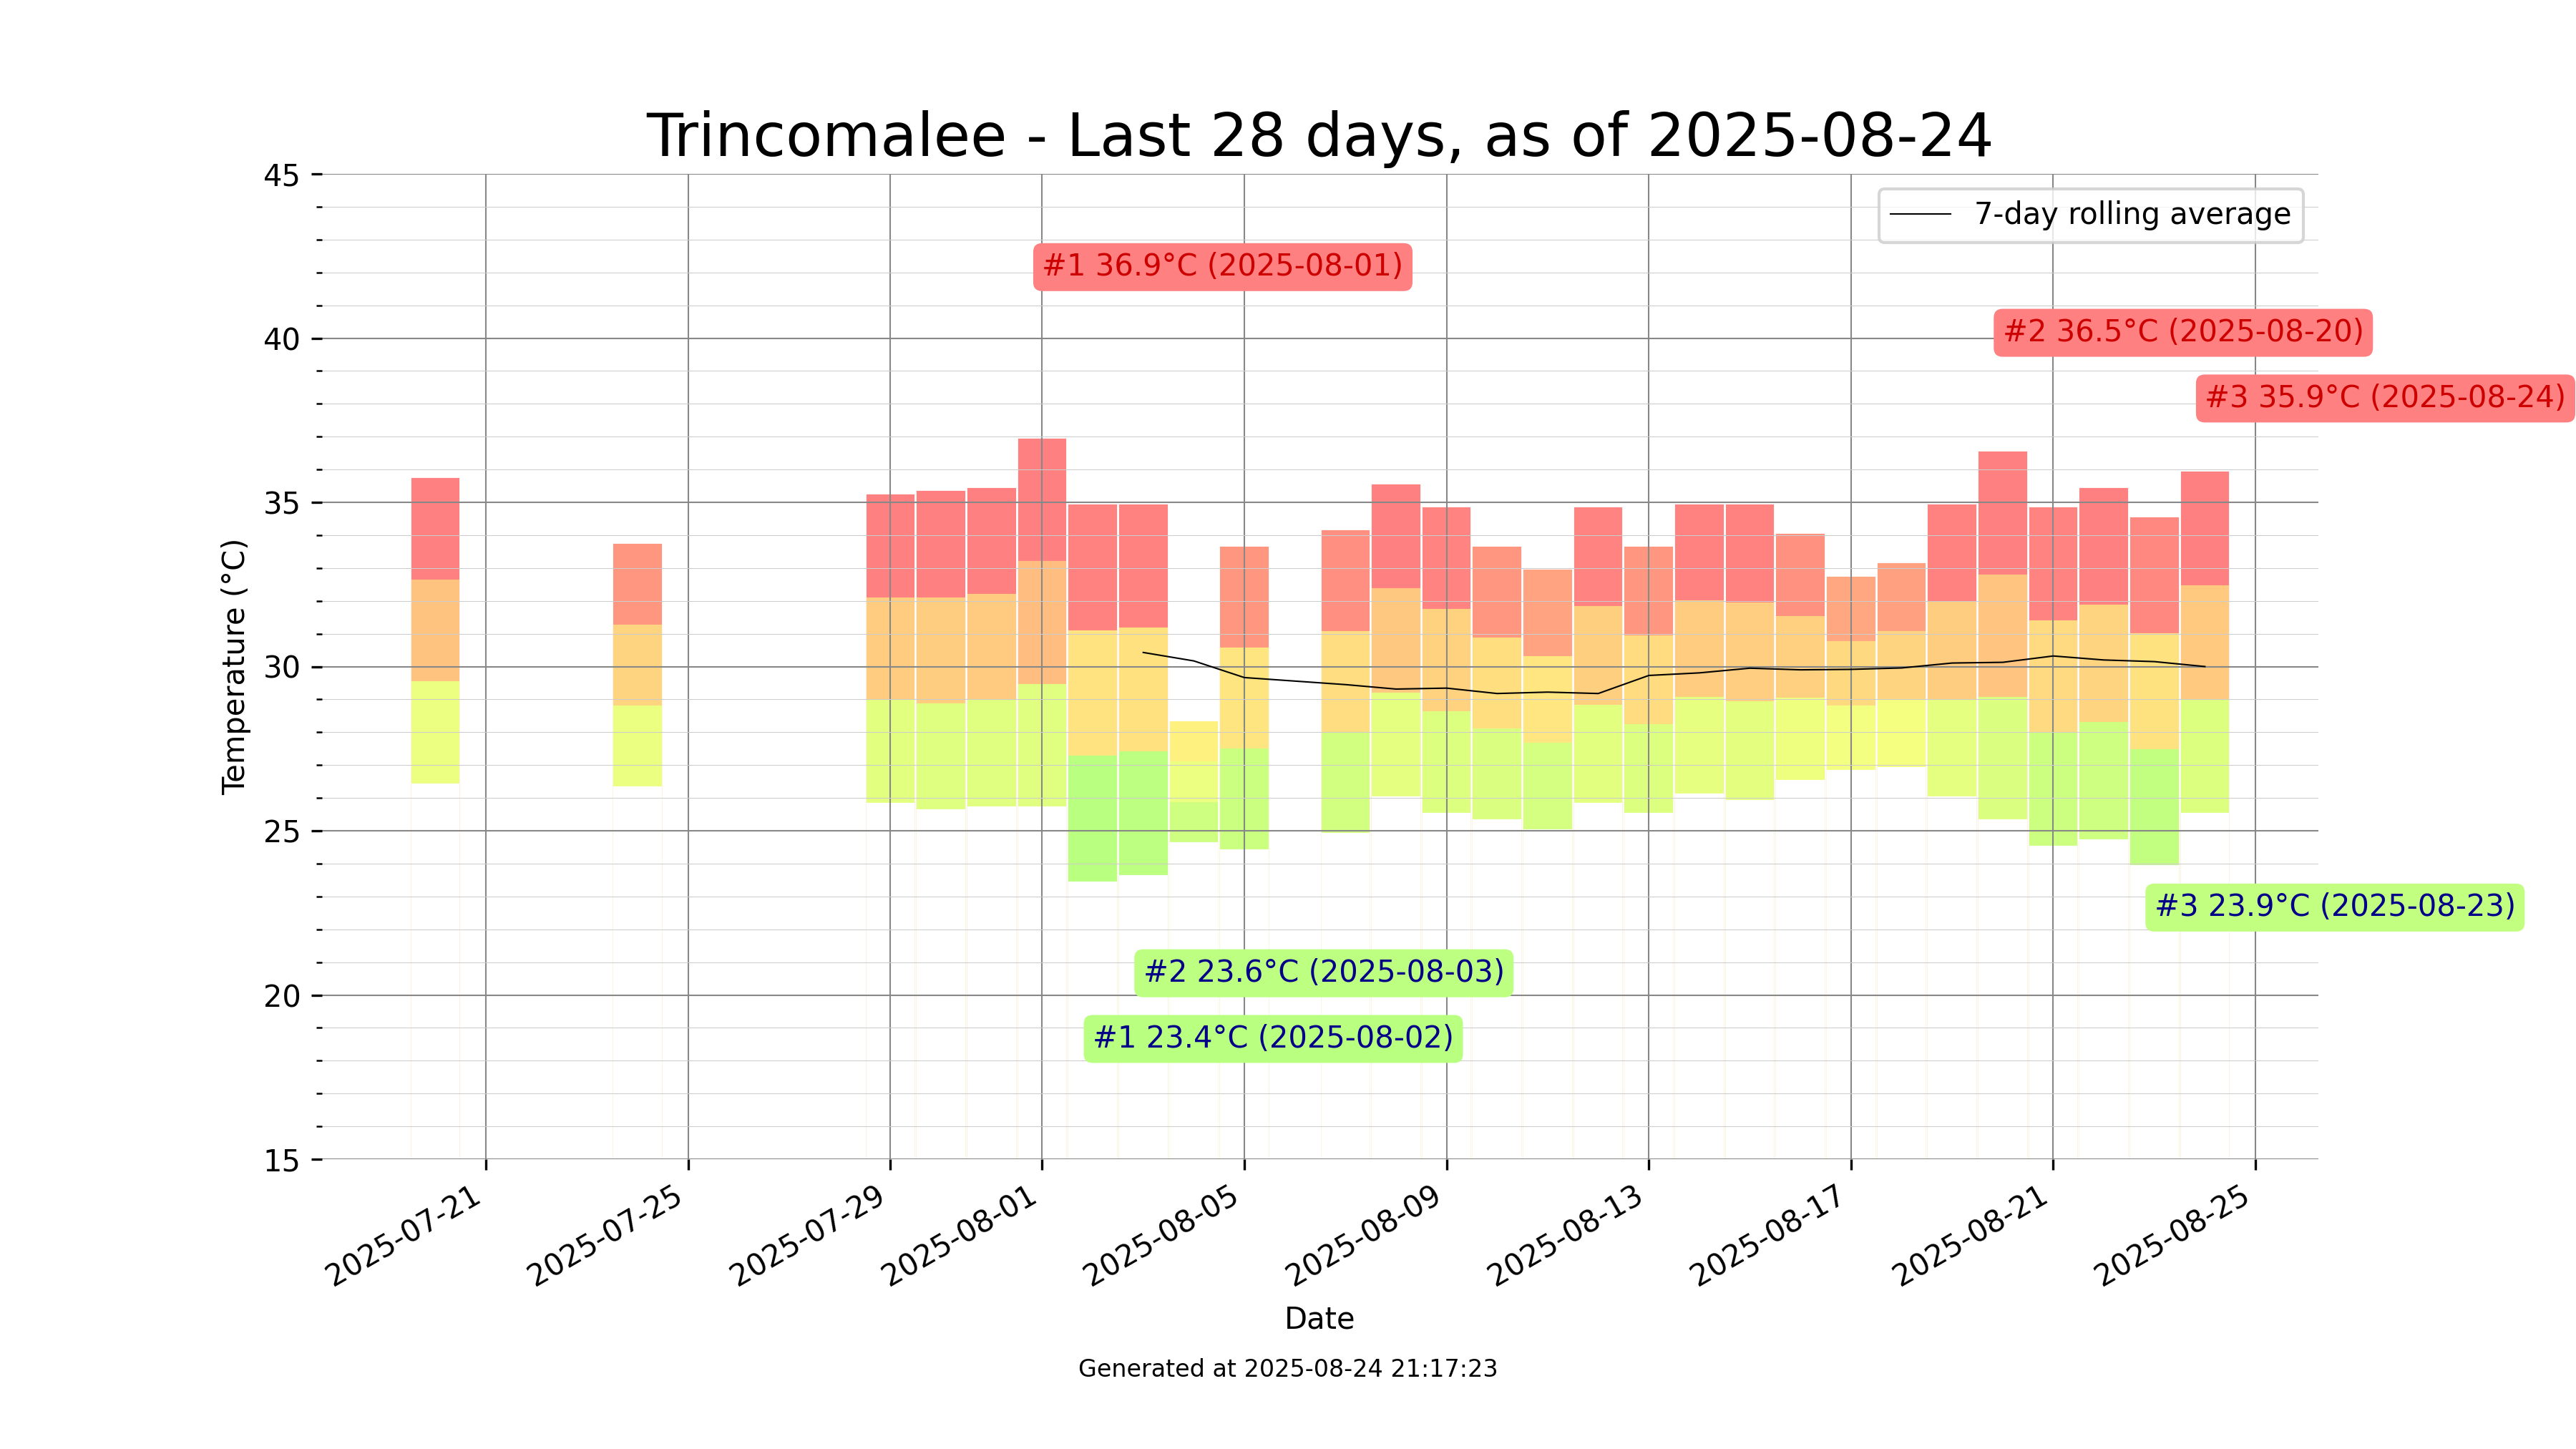 Trincomalee - Last 28 days, as of 2025-08-24
7-day rolling average
#1 36.9°C (2025-08-01)
#2 36.5°C (2025-08-20)
#3 35.9°C (2025-08-24)
#3 23.9°C (2025-08-23)
#2 23.6°C (2025-08-03)
#1 23.4°C (2025-08-02)
Temperature (°C)
45
40
35
30
25
20
15
2025-07-21
2025-07-25
2025-07-29
2025-08-01
2025-08-05
2025-08-09
2025-08-13
2025-08-17
2025-08-21
2025-08-25
Date
Generated at 2025-08-24 21:17:23